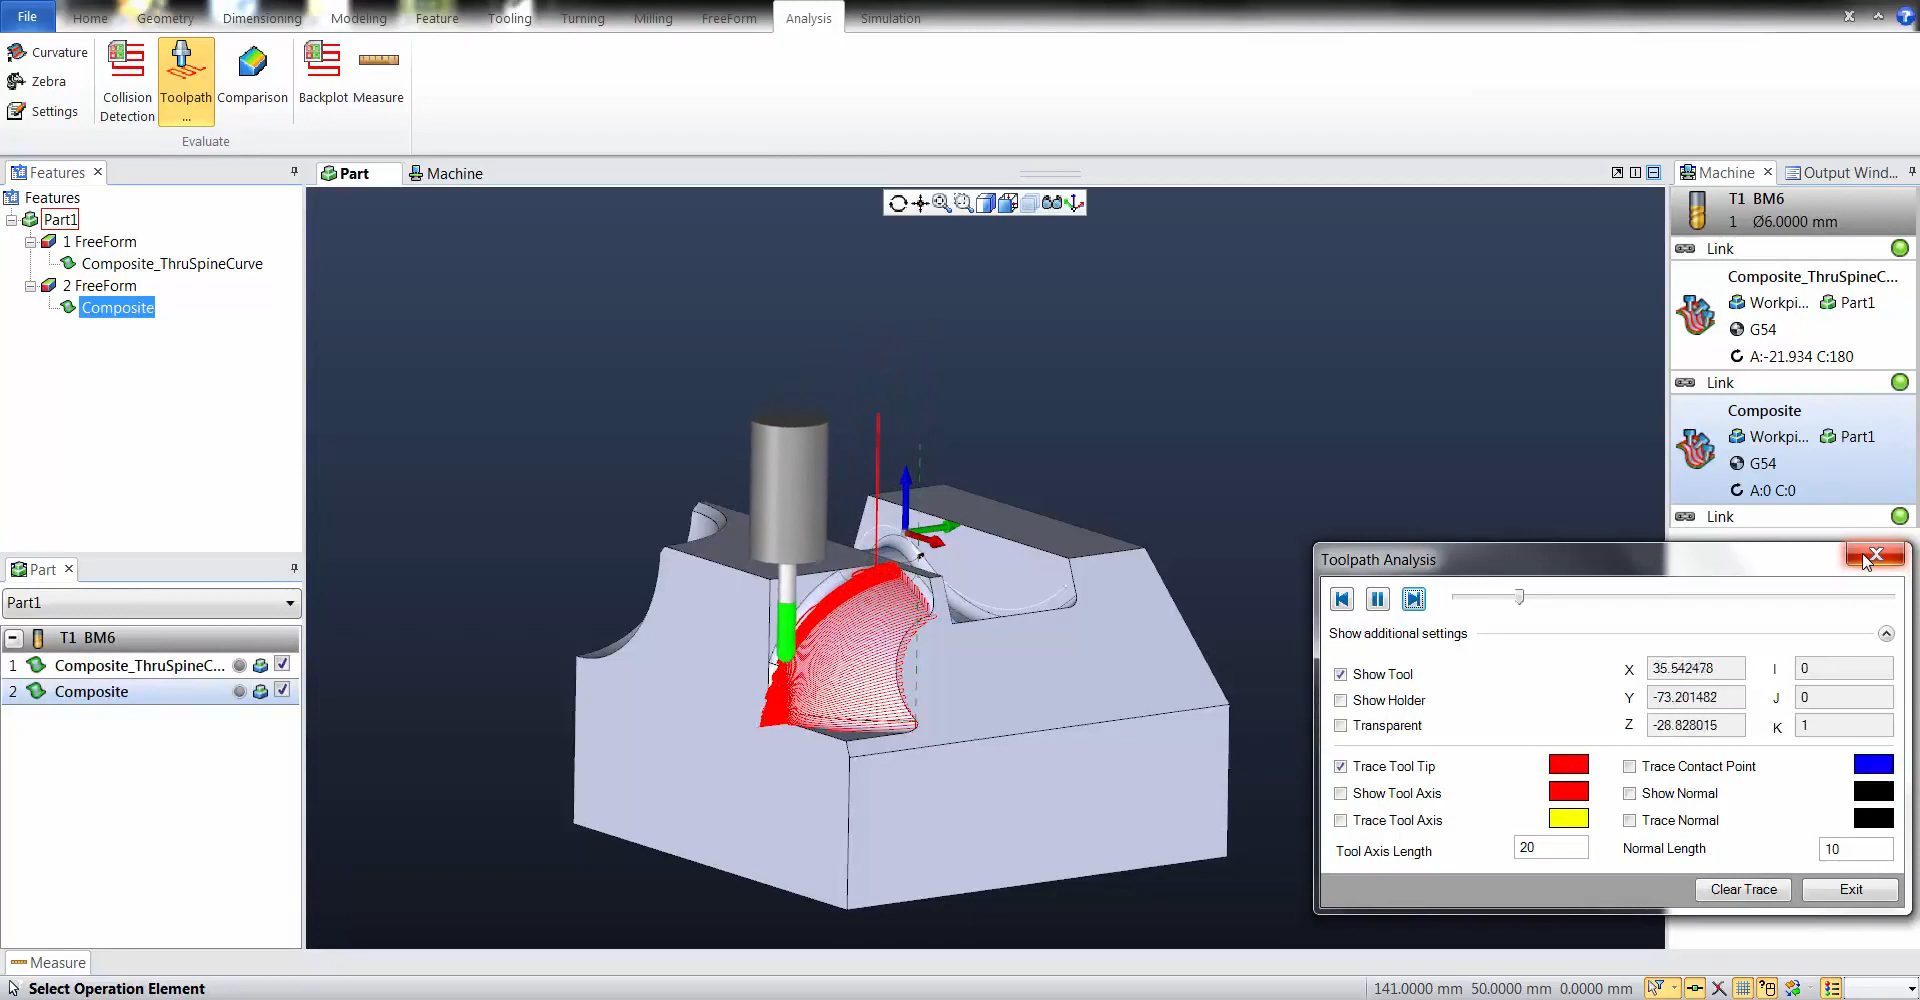 File Home Geometry Dimensioning Modeling Feature Tooling Turning Milling FreeForm Analysis Simulation
Curvature
Zebra
Settings
Collision Detection
Toolpath ...
Comparison
Backplot
Measure
Evaluate
Features
Features
Part1
1 FreeForm
Composite_ThruSpineCurve
2 FreeForm
Composite
Part
Part1
T1 BM6
1 Composite_ThruSpineC...
2 Composite
Part
Machine
Machine
Output Wind...
T1 BM6
1 Ø6.0000 mm
Link
Composite_ThruSpineC...
Workpi... Part1
G54
A:-21.934 C:180
Link
Composite
Workpi... Part1
G54
A:0 C:0
Link
Toolpath Analysis
Show additional settings
Show Tool X 35.542478 I 0
Show Holder Y -73.201482 J 0
Transparent Z -28.828015 K 1
Trace Tool Tip Trace Contact Point
Show Tool Axis Show Normal
Trace Tool Axis Trace Normal
Tool Axis Length 20 Normal Length 10
Clear Trace Exit
Measure
Select Operation Element
141.0000 mm 50.0000 mm 0.0000 mm